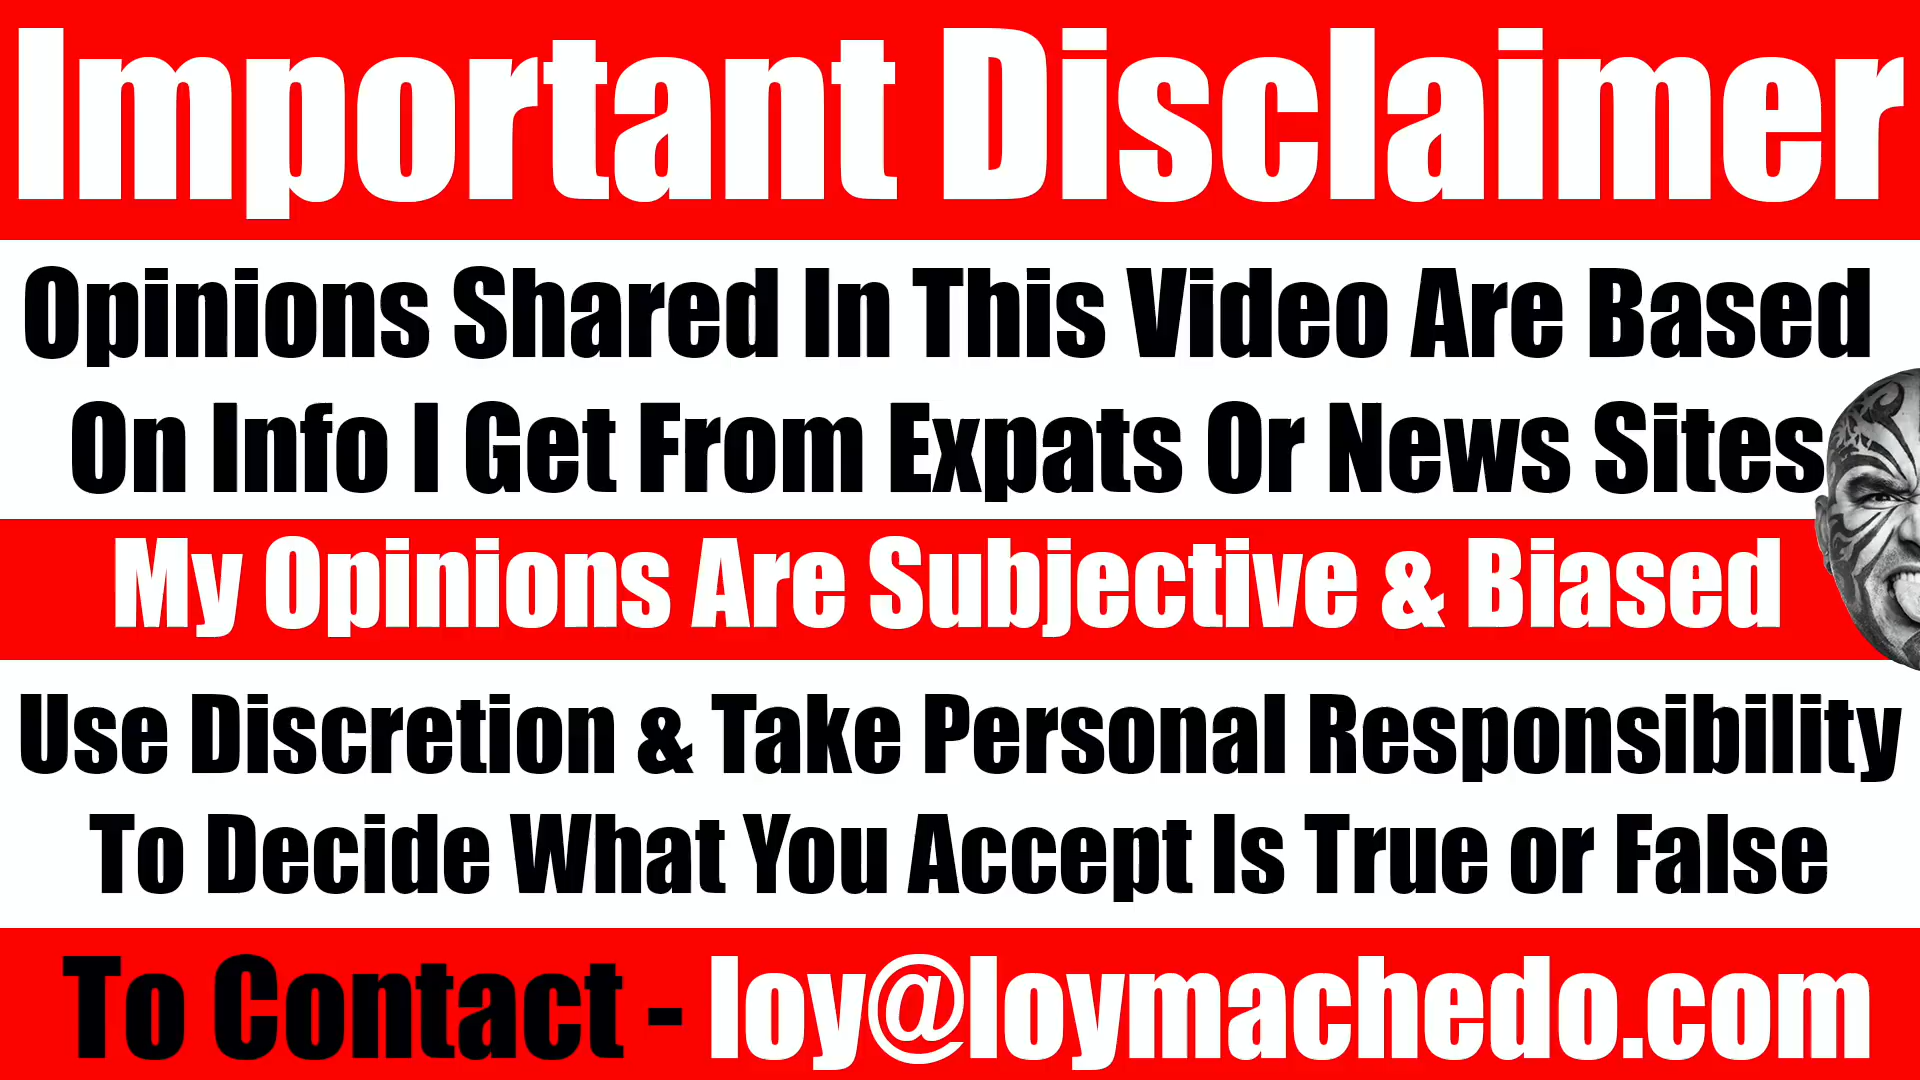 Important Disclaimer
Opinions Shared In This Video Are Based
On Info I Get From Expats Or News Sites
My Opinions Are Subjective & Biased
Use Discretion & Take Personal Responsibility
To Decide What You Accept Is True or False
To Contact - loy@loymachedo.com